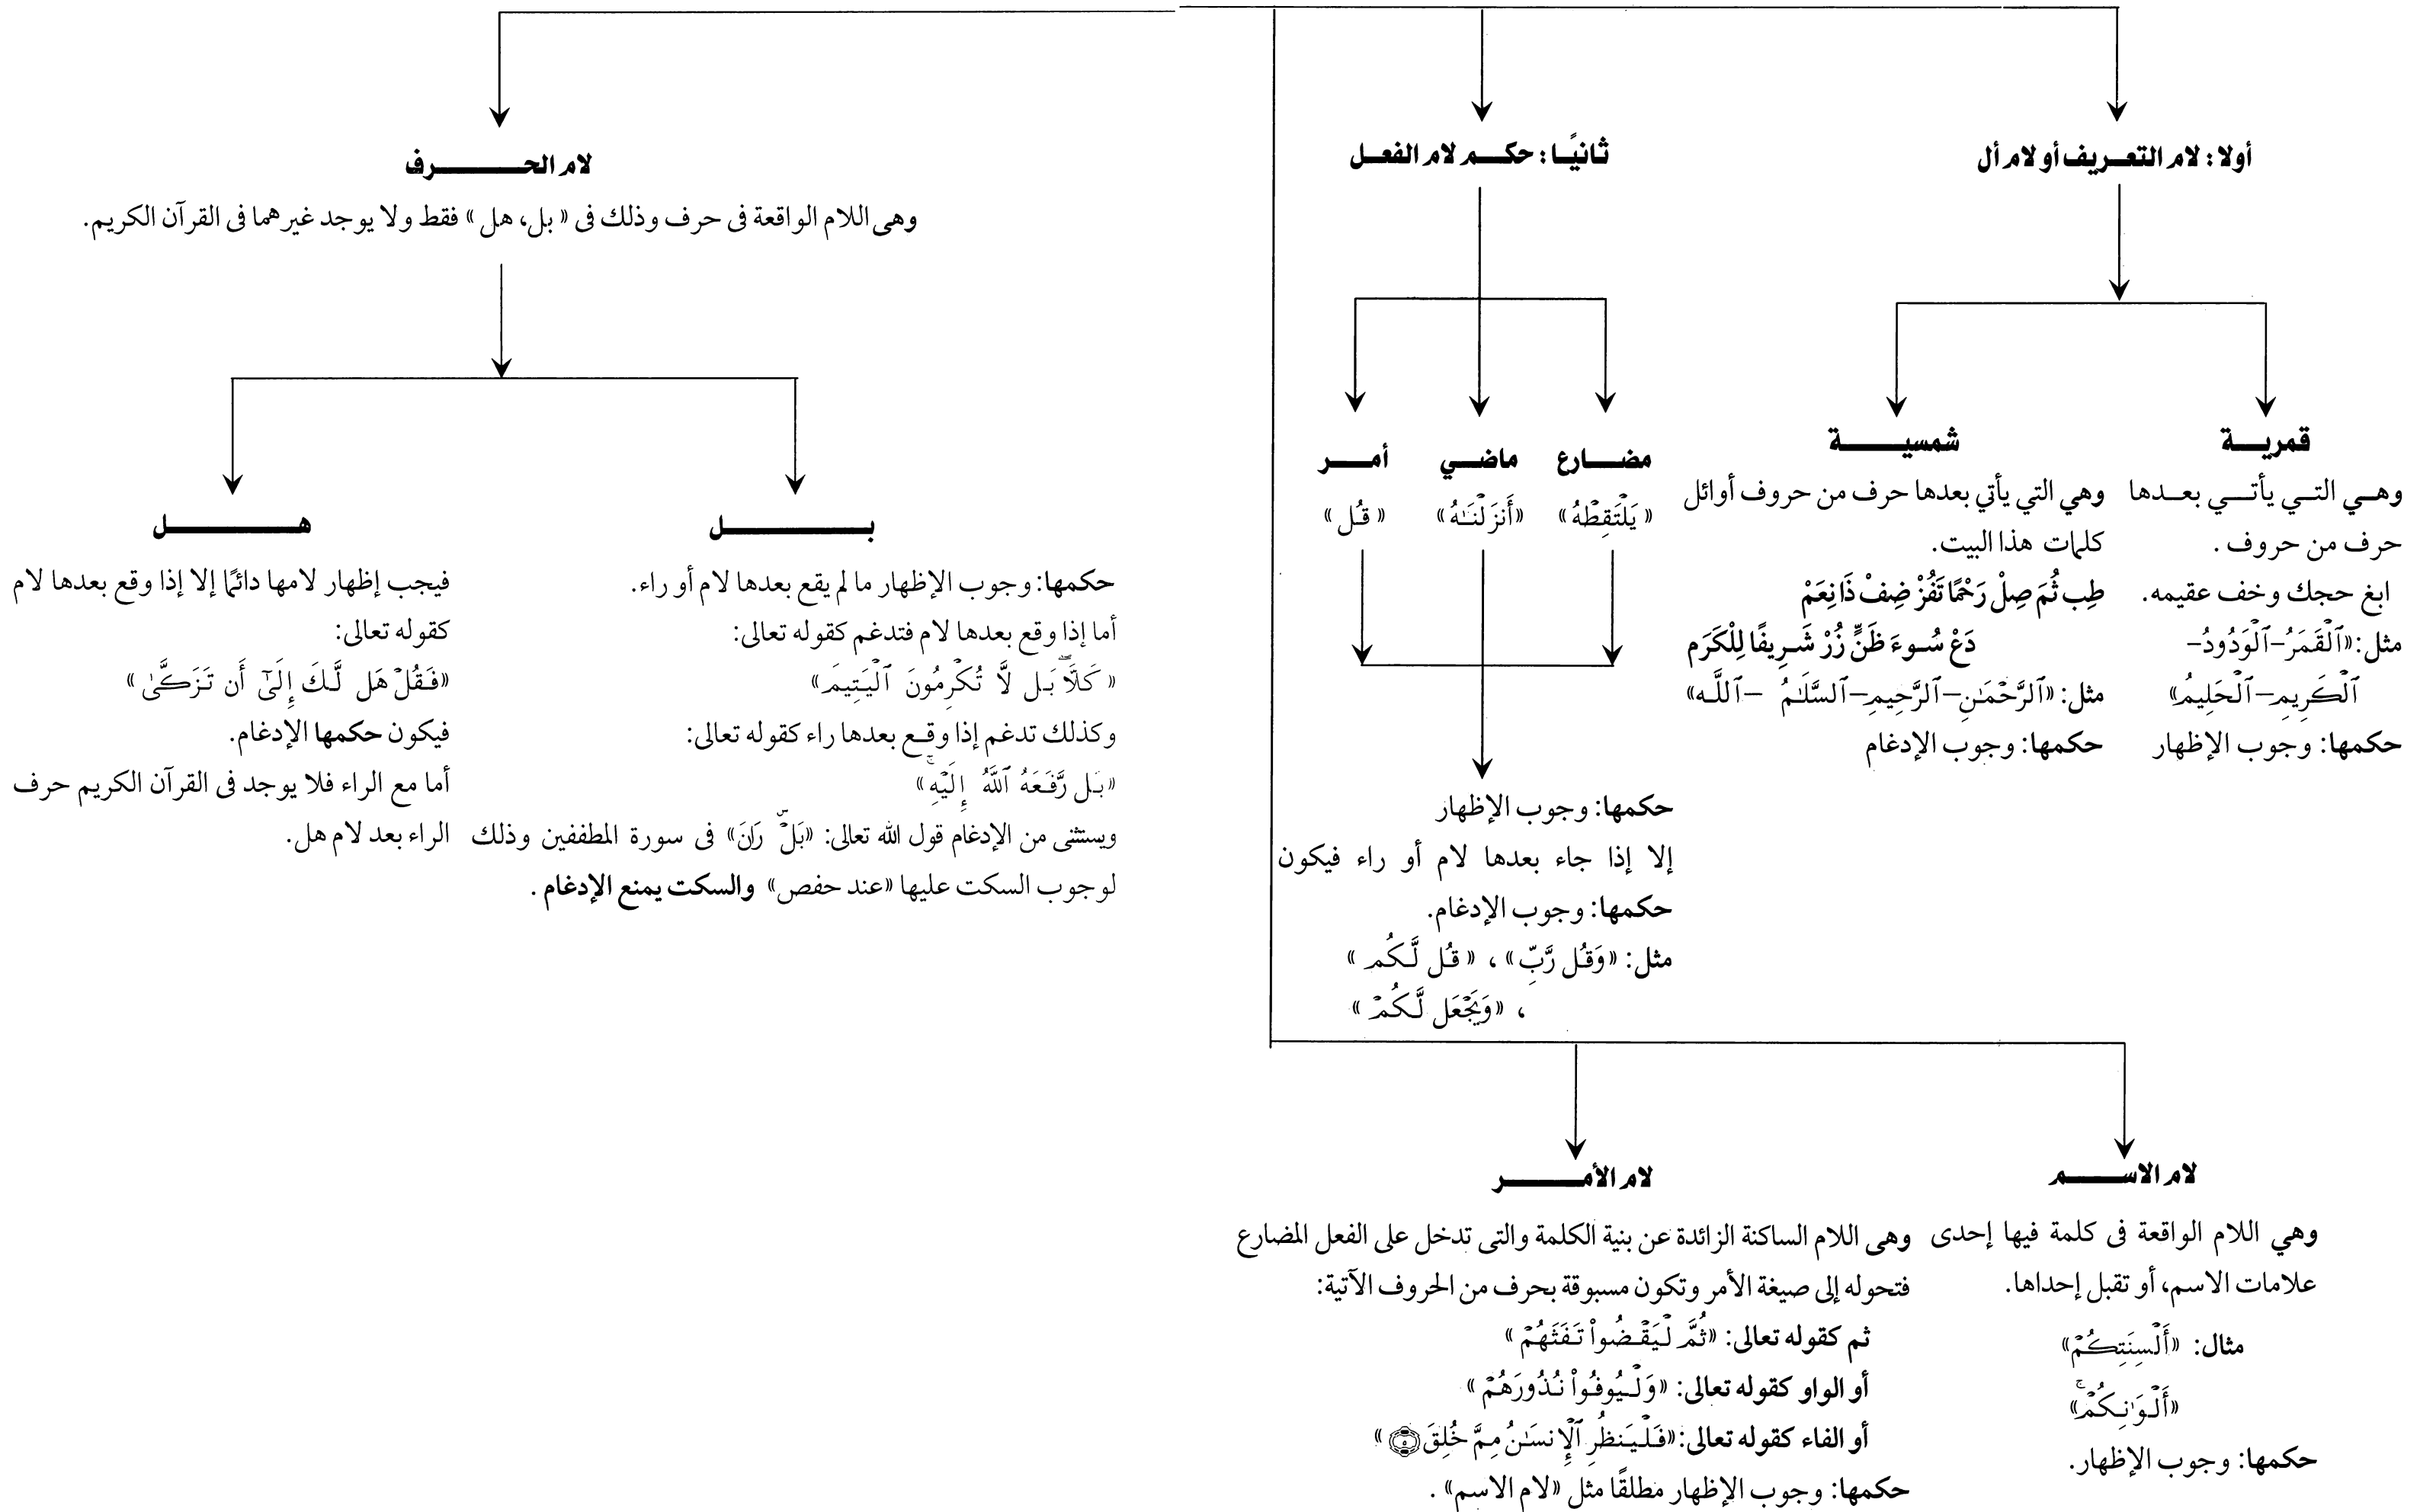 أولا: لام التعريف أو لام أل
قمرية
وهي التي يأتي بعدها
حرف من حروف .
ابغ حجك وخف عقيمه.
مثل: «ٱلْقَمَرُ–ٱلْوَدُودُ–
ٱلْكَرِيمِ–ٱلْحَلِيمُ»
حكمها: وجوب الإظهار
شمسية
وهي التي يأتي بعدها حرف من حروف أوائل
كلمات هذا البيت.
طِب ثُمَ صِلْ رَحْمًا تَفُزْ ضِفْ ذَا نِعَمْ
دَعْ سُوءَ ظَنٍّ زُرْ شَرِيفًا لِلْكَرَم
مثل: «ٱلرَّحْمَٰنِ–ٱلرَّحِيمِ–ٱلسَّلَٰمُ –ٱللَّه»
حكمها: وجوب الإدغام
ثانيًا: حكم لام الفعل
مضارع
« يَلْتَقِطْهُ»
ماضي
«أَنزَلْنَٰهُ»
أمر
« قُل »
حكمها: وجوب الإظهار
إلا إذا جاء بعدها لام أو راء فيكون
حكمها: وجوب الإدغام.
مثل: «وَقُل رَّبِّ» ، « قُل لَّكُم »
، «وَيَجْعَل لَّكُمْ »
لام الحرف
وهى اللام الواقعة فى حرف وذلك فى « بل، هل » فقط ولا يوجد غيرهما فى القرآن الكريم.
بل
حكمها: وجوب الإظهار ما لم يقع بعدها لام أو راء.
أما إذا وقع بعدها لام فتدغم كقوله تعالى:
« كَلَّاۖ بَل لَّا تُكْرِمُونَ ٱلْيَتِيمَ»
وكذلك تدغم إذا وقع بعدها راء كقوله تعالى:
«بَل رَّفَعَهُ ٱللَّهُ إِلَيْهِۚ»
ويستثنى من الإدغام قول الله تعالى: «بَلْۜ رَانَ» فى سورة المطففين وذلك
لوجوب السكت عليها «عند حفص» والسكت يمنع الإدغام .
هل
فيجب إظهار لامها دائمًا إلا إذا وقع بعدها لام
كقوله تعالى:
«فَقُلْ هَل لَّكَ إِلَىٰٓ أَن تَزَكَّىٰ »
فيكون حكمها الإدغام.
أما مع الراء فلا يوجد فى القرآن الكريم حرف
الراء بعد لام هل.
لام الاسم
وهي اللام الواقعة فى كلمة فيها إحدى
علامات الاسم، أو تقبل إحداها.
مثال: «أَلْسِنَتِكُمْ»
«أَلْوَٰنِكُمْۚ»
حكمها: وجوب الإظهار.
لام الأمر
وهى اللام الساكنة الزائدة عن بنية الكلمة والتى تدخل على الفعل المضارع
فتحوله إلى صيغة الأمر وتكون مسبوقة بحرف من الحروف الآتية:
ثم كقوله تعالى: «ثُمَّ لْيَقْضُوا۟ تَفَثَهُمْ »
أو الواو كقوله تعالى: «وَلْيُوفُوا۟ نُذُورَهُمْ »
أو الفاء كقوله تعالى: «فَلْيَنظُرِ ٱلْإِنسَٰنُ مِمَّ خُلِقَ ۝٥ »
حكمها: وجوب الإظهار مطلقًا مثل «لام الاسم» .